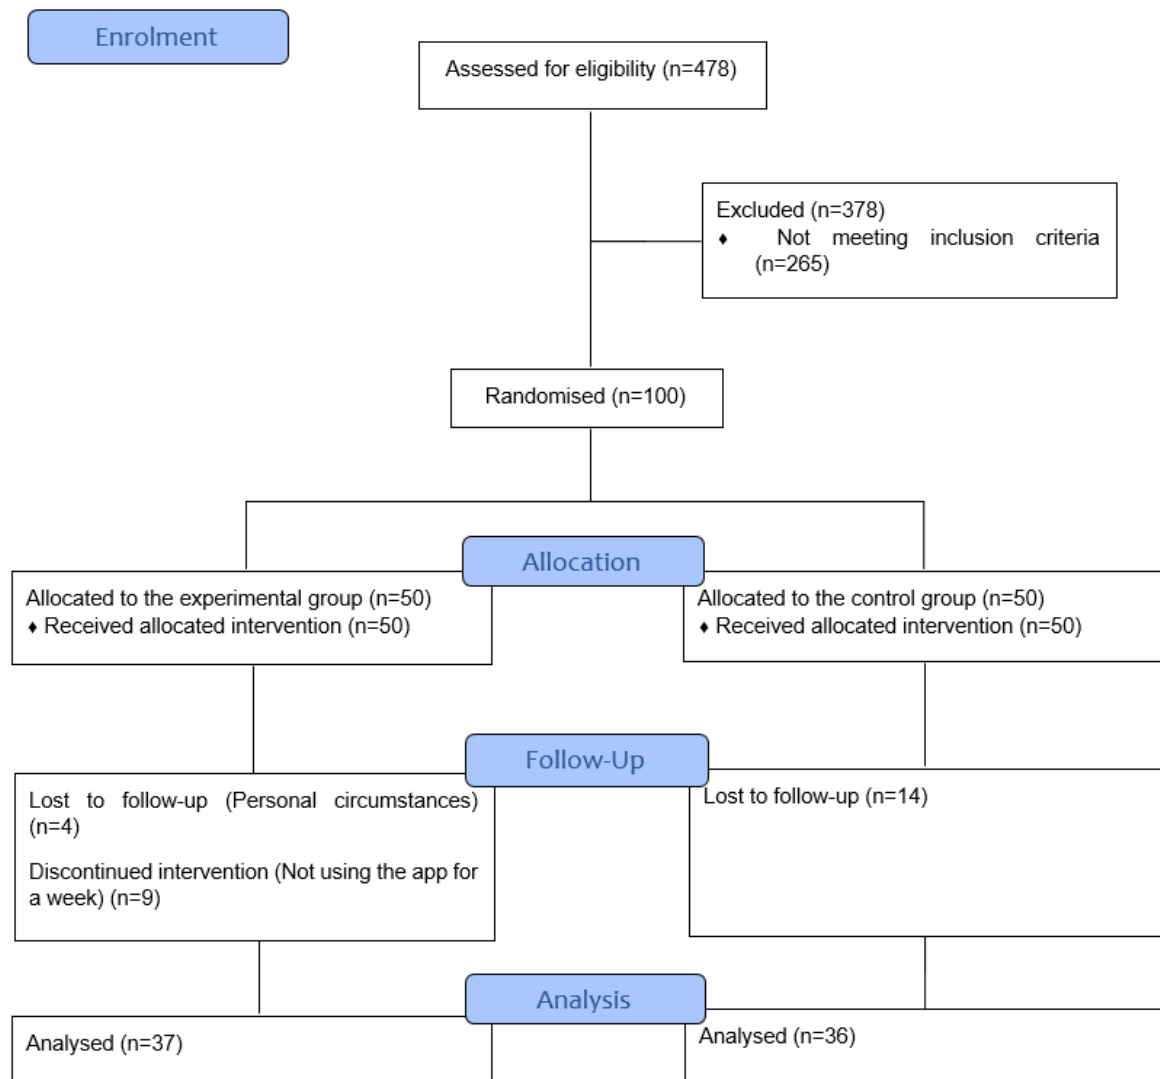 Enrolment
Assessed for eligibility (n=478)
Excluded (n=378)
♦ Not meeting inclusion criteria
(n=265)
Randomised (n=100)
Allocation
Allocated to the experimental group (n=50)
♦ Received allocated intervention (n=50)
Allocated to the control group (n=50)
♦ Received allocated intervention (n=50)
Follow-Up
Lost to follow-up (Personal circumstances)
(n=4)
Discontinued intervention (Not using the app for
a week) (n=9)
Lost to follow-up (n=14)
Analysis
Analysed (n=37)
Analysed (n=36)